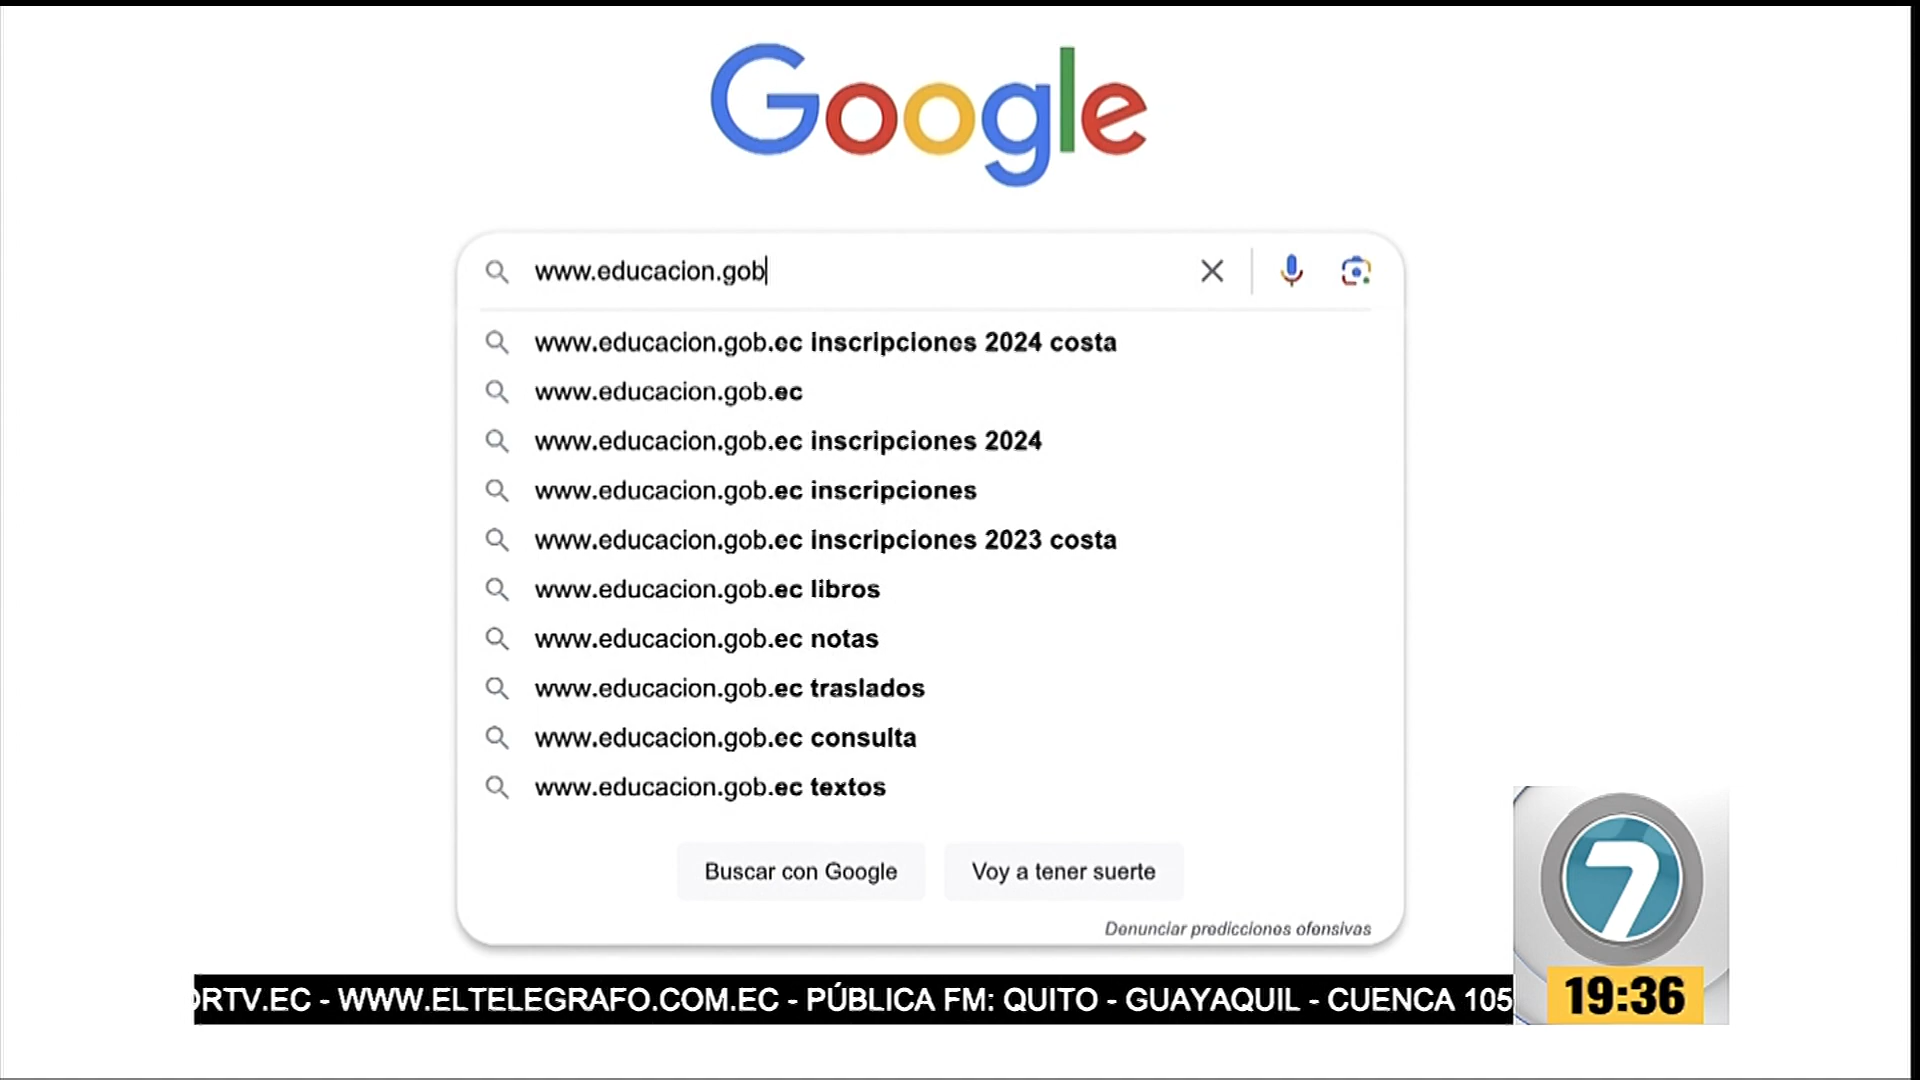 Google
www.educacion.gob
www.educacion.gob.ec inscripciones 2024 costa
www.educacion.gob.ec
www.educacion.gob.ec inscripciones 2024
www.educacion.gob.ec inscripciones
www.educacion.gob.ec inscripciones 2023 costa
www.educacion.gob.ec libros
www.educacion.gob.ec notas
www.educacion.gob.ec traslados
www.educacion.gob.ec consulta
www.educacion.gob.ec textos
Buscar con Google
Voy a tener suerte
Denunciar predicciones ofensivas
7
RTV.EC - WWW.ELTELEGRAFO.COM.EC - PÚBLICA FM: QUITO - GUAYAQUIL - CUENCA 105
19:36